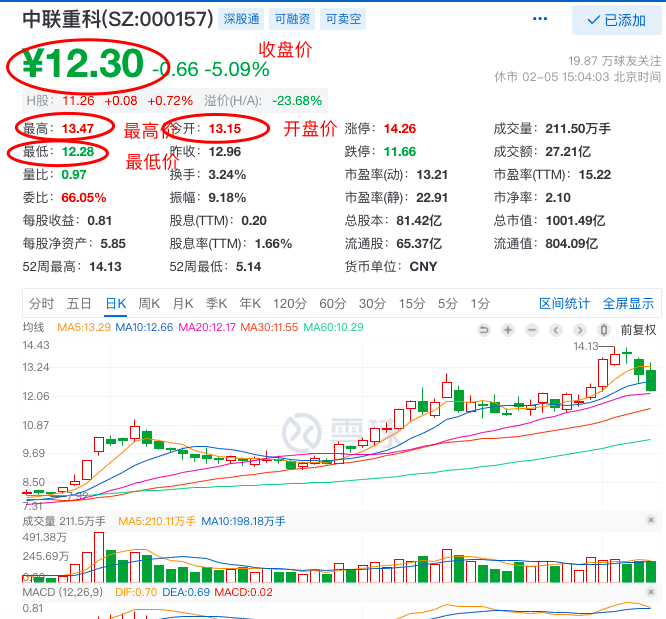 中联重科(SZ:000157) 深股通 可融资 可卖空 ••• 已添加
¥12.30 -0.66 -5.09% 收盘价
19.87 万球友关注
休市 02-05 15:04:03 北京时间
H股： 11.26 +0.08 +0.72% 溢价(H/A): -23.68%
最高：13.47 最高价 今开：13.15 开盘价 涨停：14.26 成交量：211.50万手
最低：12.28 最低价 昨收：12.96 跌停：11.66 成交额：27.21亿
量比：0.97 换手：3.24% 市盈率(动)：13.21 市盈率(TTM)：15.22
委比：66.05% 振幅：9.18% 市盈率(静)：22.91 市净率：2.10
每股收益：0.81 股息(TTM)：0.20 总股本：81.42亿 总市值：1001.49亿
每股净资产：5.85 股息率(TTM)：1.66% 流通股：65.37亿 流通值：804.09亿
52周最高：14.13 52周最低：5.14 货币单位：CNY
分时 五日 日K 周K 月K 季K 年K 120分 60分 30分 15分 5分 1分 区间统计 全屏显示
均线 MA5:13.29 MA10:12.66 MA20:12.17 MA30:11.55 MA60:10.29 前复权
14.43
14.13
13.24
12.06
10.87
雪球
9.69
8.50
7.92
7.31
成交量 211.5万手 MA5:210.11万手 MA10:198.18万手
491.38万
245.69万
0.00
MACD (12,26,9) DIF:0.70 DEA:0.69 MACD:0.02
0.81